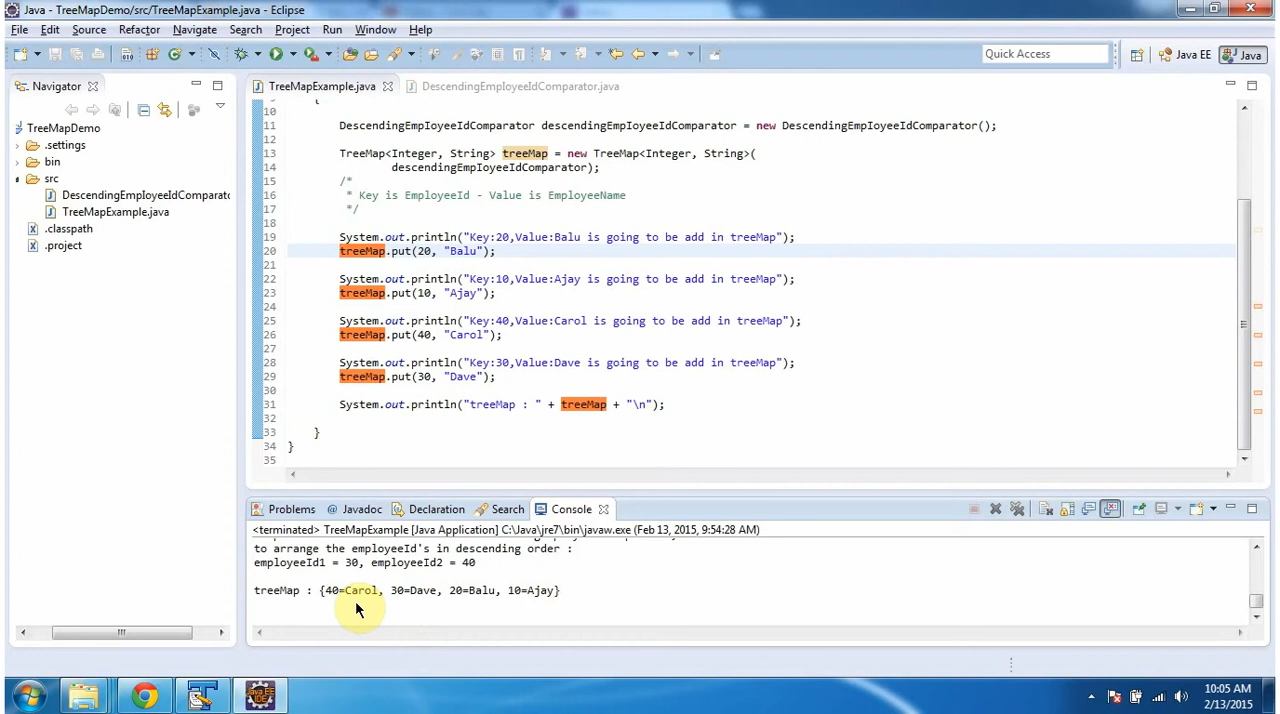 Java - TreeMapDemo/src/TreeMapExample.java - Eclipse
File Edit Source Refactor Navigate Search Project Run Window Help
Quick Access
Java EE
Java
Navigator
TreeMapDemo
.settings
bin
src
DescendingEmpIoyeeIdComparato
TreeMapExample.java
.classpath
.project
TreeMapExample.java
DescendingEmpIoyeeIdComparator.java
10
11 DescendingEmpIoyeeIdComparator descendingEmpIoyeeIdComparator = new DescendingEmpIoyeeIdComparator();
12
13 TreeMap<Integer, String> treeMap = new TreeMap<Integer, String>(
14 descendingEmpIoyeeIdComparator);
15 /*
16 * Key is EmployeeId - Value is EmployeeName
17 */
18
19 System.out.println("Key:20,Value:Balu is going to be add in treeMap");
20 treeMap.put(20, "Balu");
21
22 System.out.println("Key:10,Value:Ajay is going to be add in treeMap");
23 treeMap.put(10, "Ajay");
24
25 System.out.println("Key:40,Value:Carol is going to be add in treeMap");
26 treeMap.put(40, "Carol");
27
28 System.out.println("Key:30,Value:Dave is going to be add in treeMap");
29 treeMap.put(30, "Dave");
30
31 System.out.println("treeMap : " + treeMap + "\n");
32
33 }
34 }
35
Problems @ Javadoc Declaration Search Console
<terminated> TreeMapExample [Java Application] C:\Java\jre7\bin\javaw.exe (Feb 13, 2015, 9:54:28 AM)
to arrange the employeeId's in descending order :
employeeId1 = 30, employeeId2 = 40
treeMap : {40=Carol, 30=Dave, 20=Balu, 10=Ajay}
Java EE
IDE
10:05 AM
2/13/2015